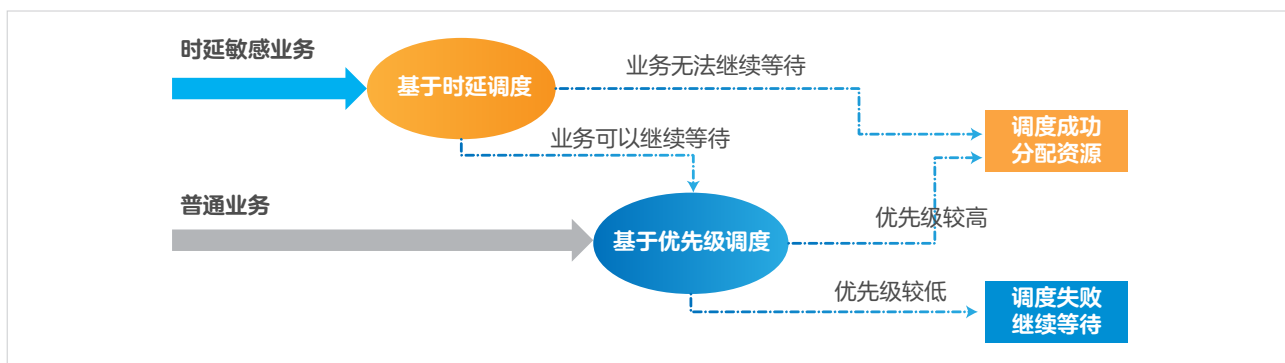 时延敏感业务
基于时延调度
业务无法继续等待
业务可以继续等待
调度成功
分配资源
普通业务
基于优先级调度
优先级较高
优先级较低
调度失败
继续等待